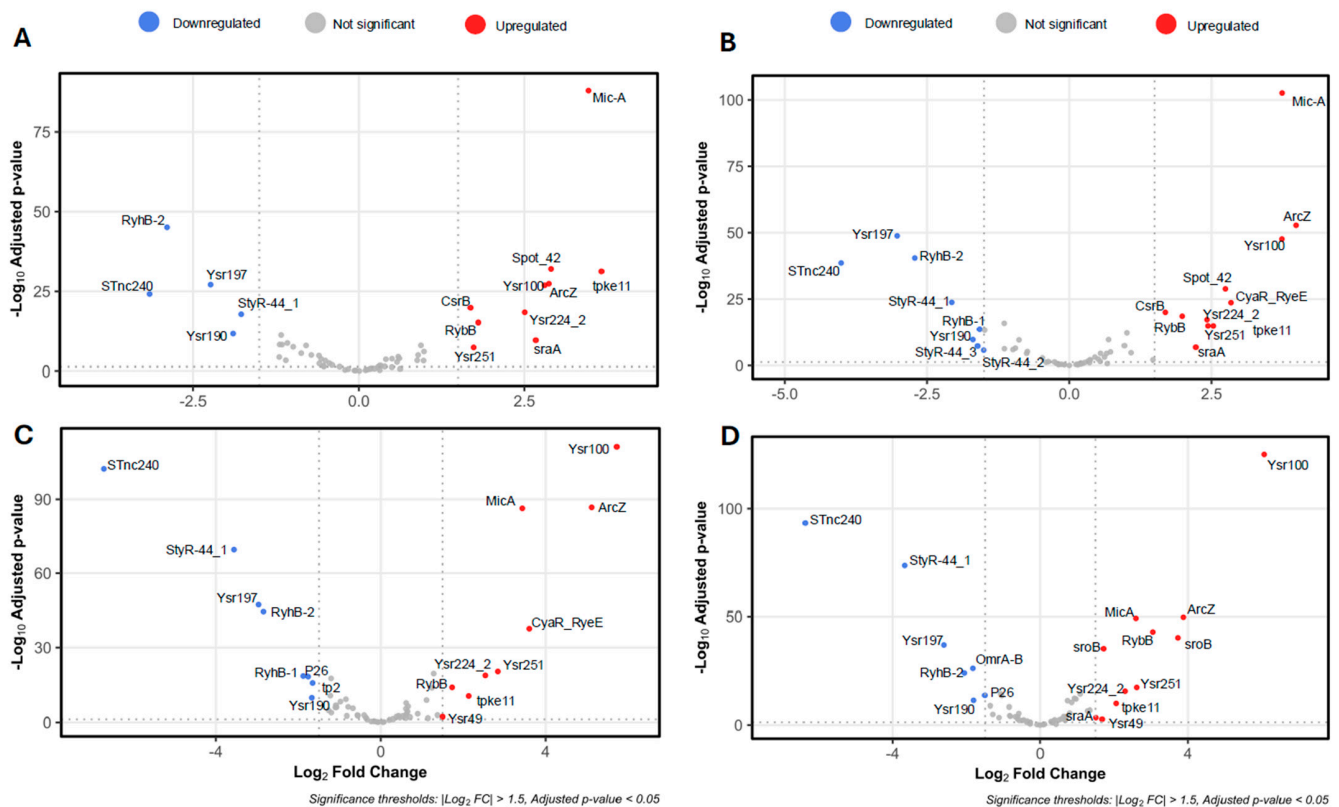 Downregulated Not significant Upregulated
Downregulated Not significant Upregulated
A
-Log10 Adjusted p-value
75
50
25
0
-2.5 0.0 2.5
Mic-A
RyhB-2
Spot_42
Ysr197
STnc240
Ysr100
ArcZ
tpke11
StyR-44_1
CsrB
Ysr224_2
Ysr190
RybB
sraA
Ysr251
B
-Log10 Adjusted p-value
100
75
50
25
0
-5.0 -2.5 0.0 2.5
Mic-A
ArcZ
Ysr197
Ysr100
RyhB-2
STnc240
Spot_42
StyR-44_1
CyaR_RyeE
CsrB
RyhB-1
Ysr224_2
RybB
Ysr190
Ysr251
tpke11
StyR-44_3
sraA
StyR-44_2
C
-Log10 Adjusted p-value
90
60
30
0
-4 0 4
Log2 Fold Change
Ysr100
STnc240
MicA
ArcZ
StyR-44_1
Ysr197
RyhB-2
CyaR_RyeE
Ysr224_2
Ysr251
RyhB-1
P26
tp2
RybB
tpke11
Ysr190
Ysr49
Significance thresholds: |Log2 FC| > 1.5, Adjusted p-value < 0.05
D
-Log10 Adjusted p-value
100
50
0
-4 0 4
Log2 Fold Change
Ysr100
STnc240
StyR-44_1
MicA
ArcZ
Ysr197
RybB
sroB
sroB
OmrA-B
RyhB-2
Ysr224_2
Ysr251
P26
Ysr190
tpke11
sraA
Ysr49
Significance thresholds: |Log2 FC| > 1.5, Adjusted p-value < 0.05